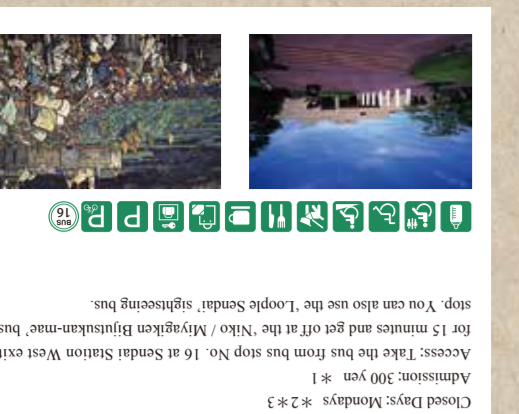 Closed Days: Mondays *2*3
Admission: 300 yen *1
Access: Take the bus from bus stop No. 16 at Sendai Station West exit
for 15 minutes and get off at the 'Niko / Miyagiken Bijutsukan-mae' bus
stop. You can also use the 'Loople Sendai' sightseeing bus.
P P BUS 16